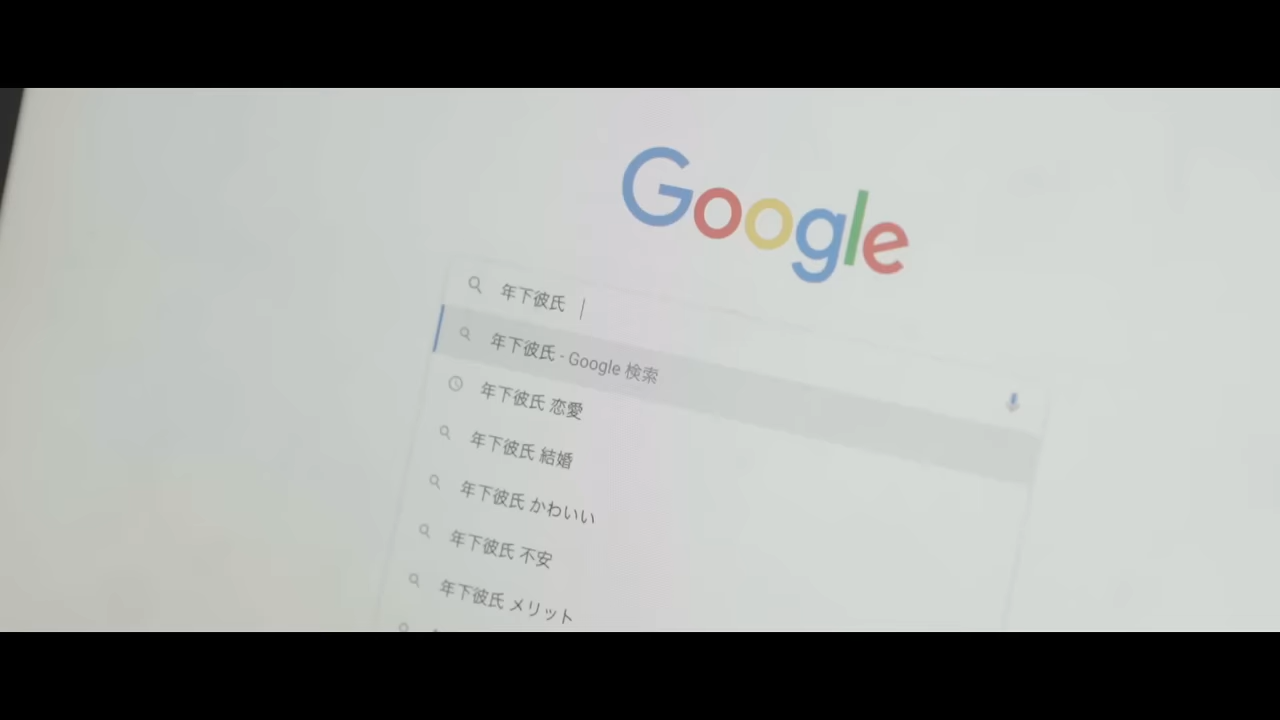 Google
年下彼氏
年下彼氏 - Google 検索
年下彼氏 恋愛
年下彼氏 結婚
年下彼氏 かわいい
年下彼氏 不安
年下彼氏 メリット